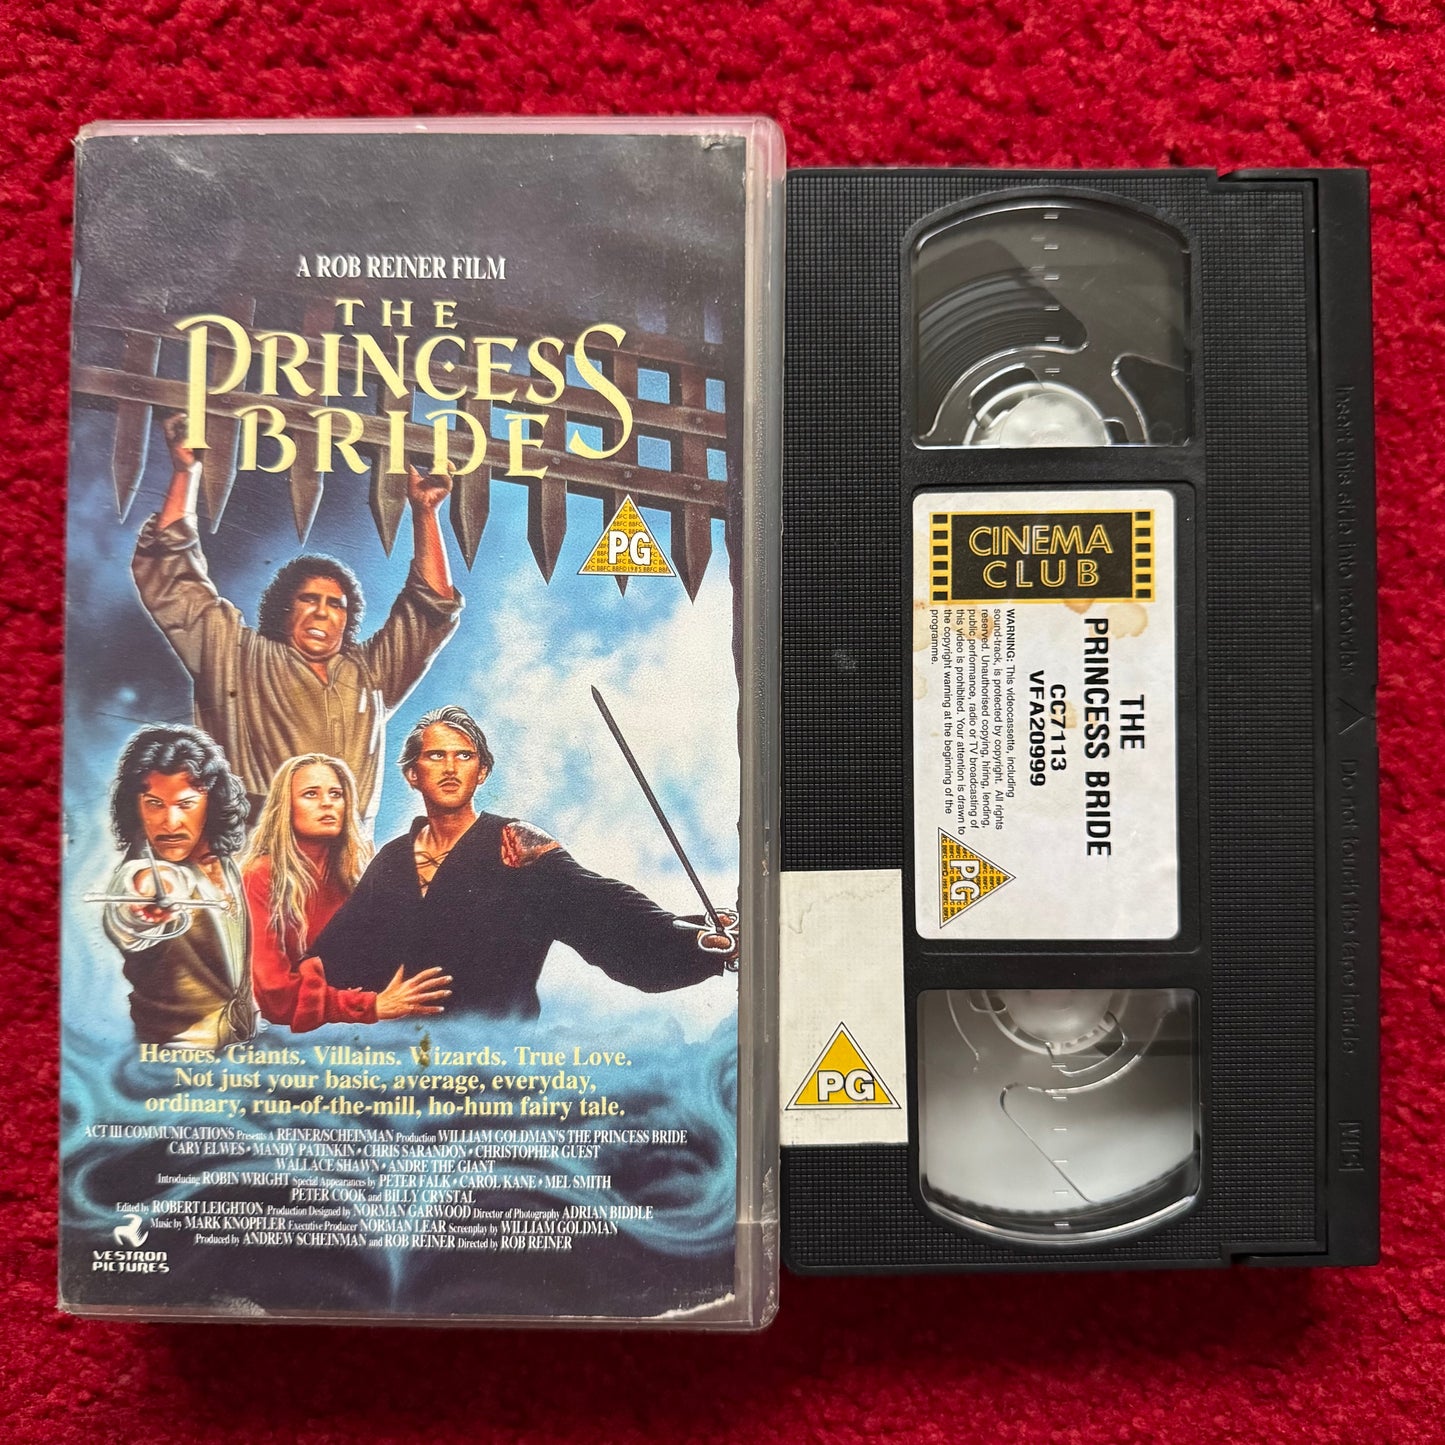 A ROB REINER FILM
THE
PRINCESS
BRIDE
PG
Heroes. Giants. Villains. Wizards. True Love.
Not just your basic, average, everyday,
ordinary, run-of-the-mill, ho-hum fairy tale.
ACT III COMMUNICATIONS Presents A REINER/SCHEINMAN Production WILLIAM GOLDMAN'S THE PRINCESS BRIDE
CARY ELWES • MANDY PATINKIN • CHRIS SARANDON • CHRISTOPHER GUEST
WALLACE SHAWN • ANDRE THE GIANT
Introducing ROBIN WRIGHT Special Appearances by PETER FALK • CAROL KANE • MEL SMITH
PETER COOK and BILLY CRYSTAL
Edited by ROBERT LEIGHTON Production Designed by NORMAN GARWOOD Director of Photography ADRIAN BIDDLE
Music by MARK KNOPFLER Executive Producer NORMAN LEAR Screenplay by WILLIAM GOLDMAN
Produced by ANDREW SCHEINMAN and ROB REINER Directed by ROB REINER
VESTRON
PICTURES
CINEMA
CLUB
THE
PRINCESS BRIDE
CC7113
VFA20999
WARNING: This videocassette, including
sound-track, is protected by copyright. All rights
reserved. Unauthorised copying, hiring, lending,
public performance, radio or TV broadcasting of
this video is prohibited. Your attention is drawn to
the copyright warning at the beginning of the
programme.
PG
PG
Insert this side into recorder △ Do not touch the tape inside